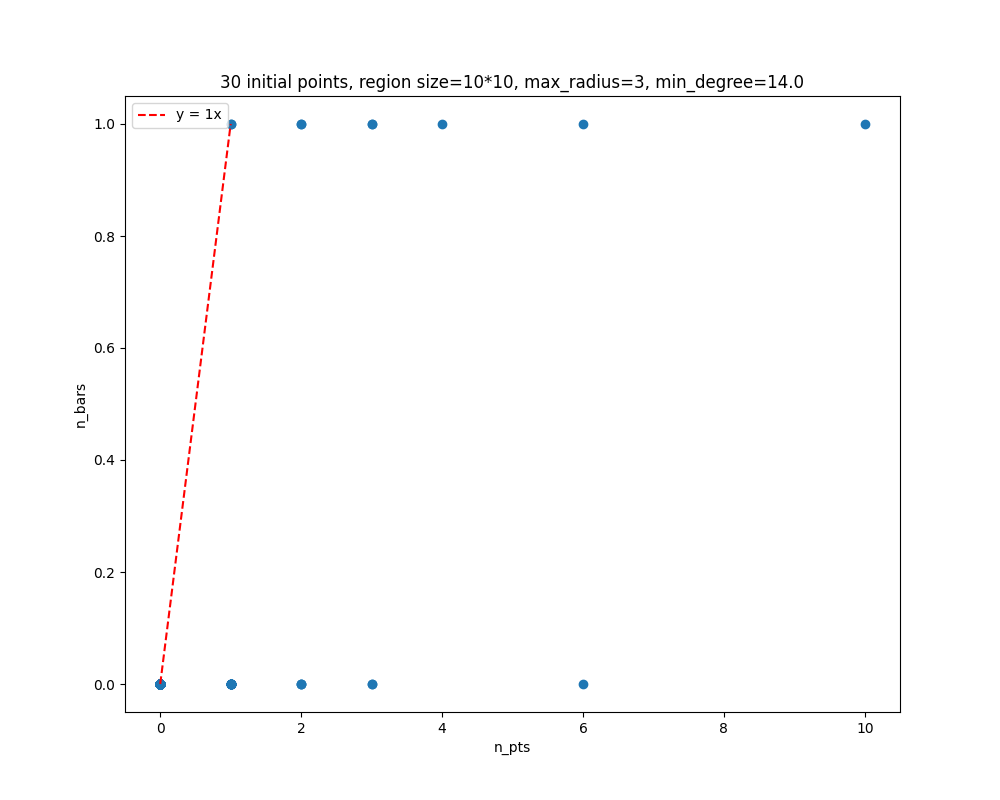 30 initial points, region size=10*10, max_radius=3, min_degree=14.0
y = 1x
1.0
0.8
0.6
0.4
0.2
0.0
n_bars
0 2 4 6 8 10
n_pts